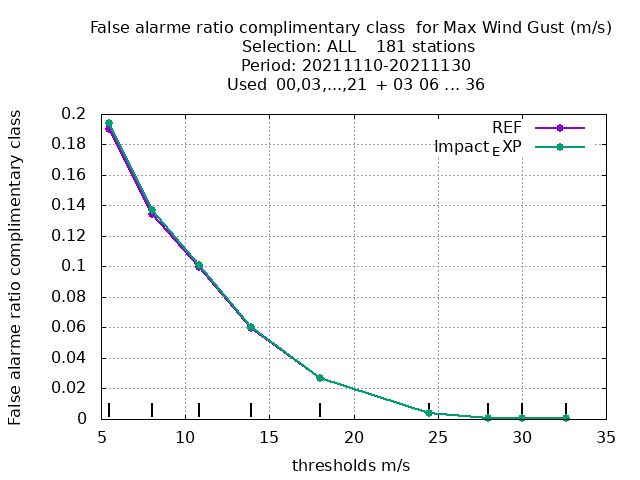 False alarme ratio complimentary class  for Max Wind Gust (m/s)
Selection: ALL    181 stations
Period: 20211110-20211130
Used  00,03,...,21  + 03 06 ... 36
False alarme ratio complimentary class
REF
Impact_EXP
0.2
0.18
0.16
0.14
0.12
0.1
0.08
0.06
0.04
0.02
0
5 10 15 20 25 30 35
thresholds m/s